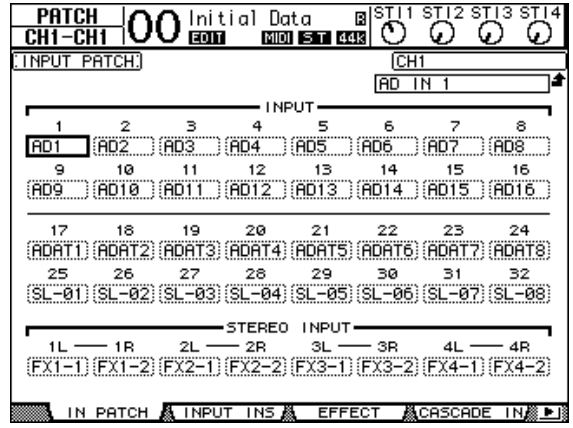 PATCH 00 Initial Data STI1 STI2 STI3 STI4
CH1-CH1 EDIT MIDI ST 44k
INPUT PATCH CH1
AD IN 1
INPUT
1 2 3 4 5 6 7 8
AD1 AD2 AD3 AD4 AD5 AD6 AD7 AD8
9 10 11 12 13 14 15 16
AD9 AD10 AD11 AD12 AD13 AD14 AD15 AD16
17 18 19 20 21 22 23 24
ADAT1 ADAT2 ADAT3 ADAT4 ADAT5 ADAT6 ADAT7 ADAT8
25 26 27 28 29 30 31 32
SL-01 SL-02 SL-03 SL-04 SL-05 SL-06 SL-07 SL-08
STEREO INPUT
1L 1R 2L 2R 3L 3R 4L 4R
FX1-1 FX1-2 FX2-1 FX2-2 FX3-1 FX3-2 FX4-1 FX4-2
IN PATCH INPUT INS EFFECT CASCADE IN